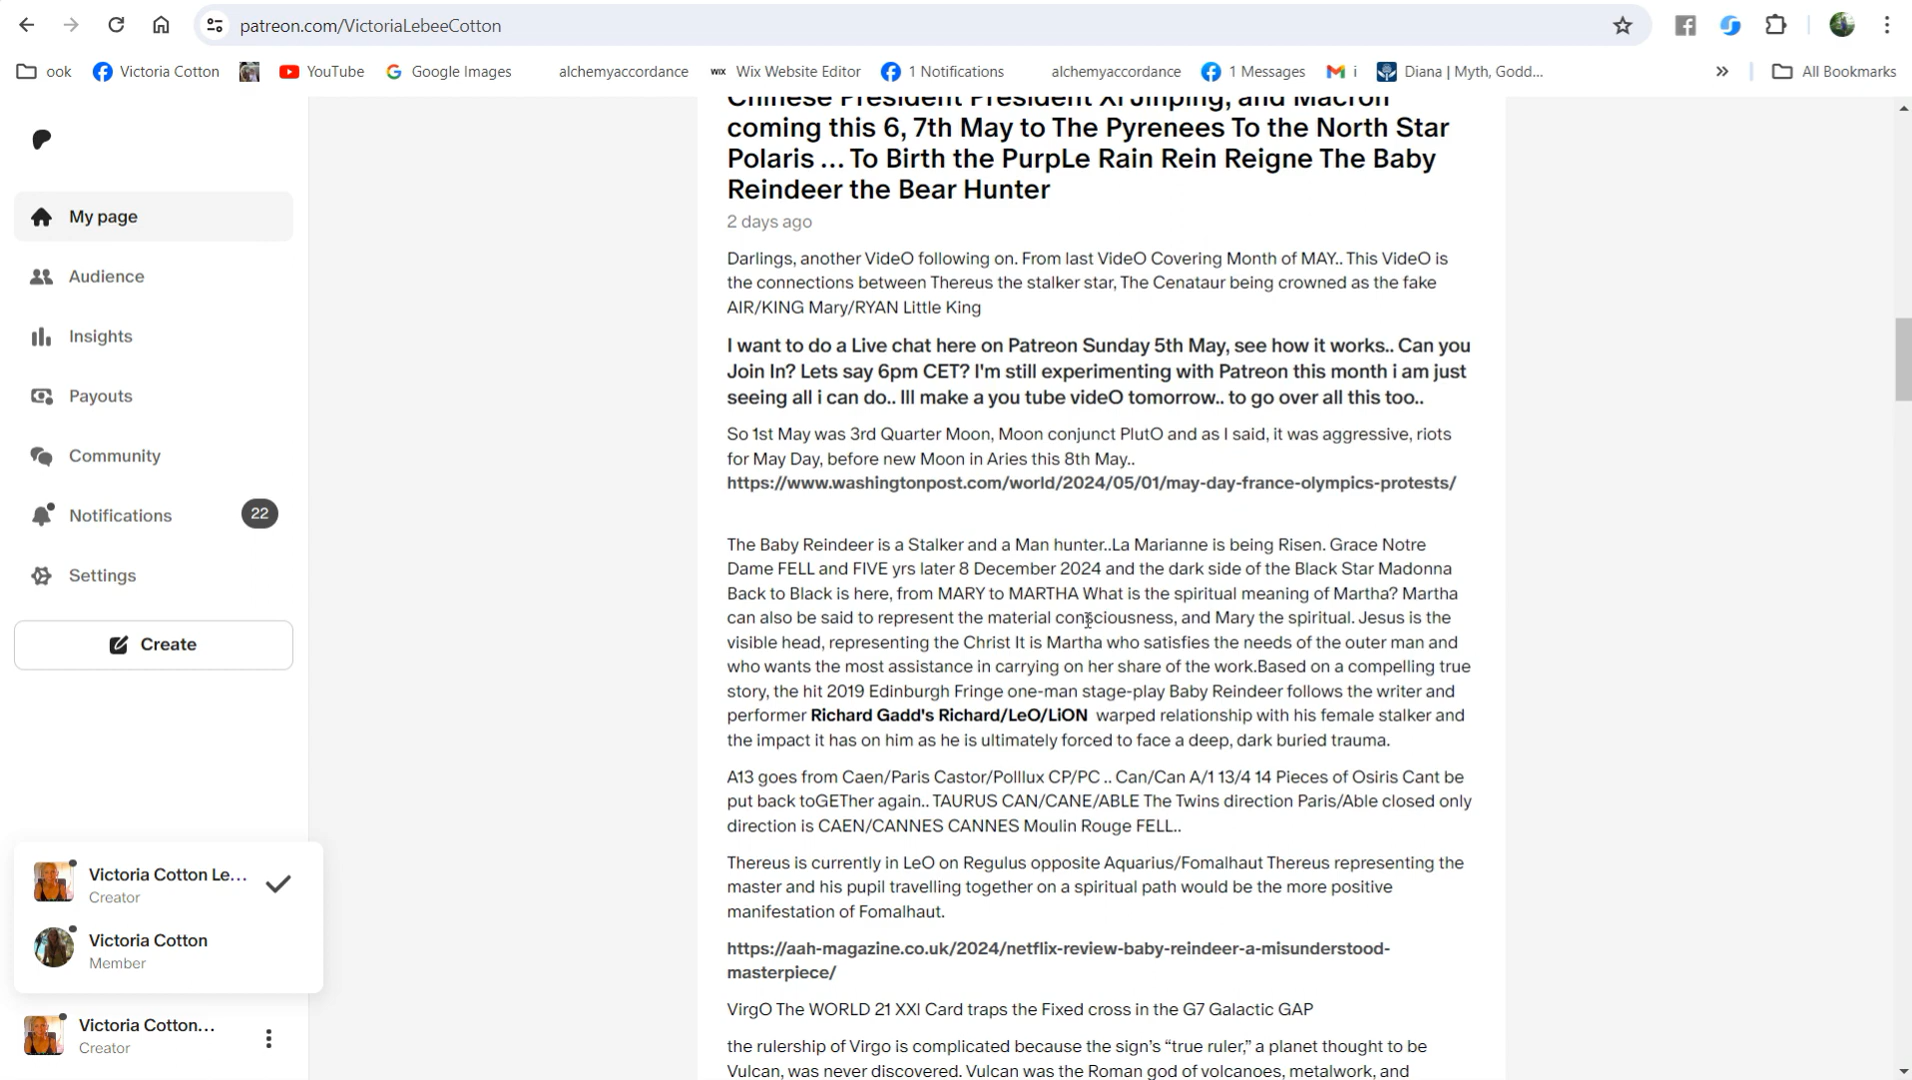 patreon.com/VictoriaLebeeCotton
ook
Victoria Cotton
YouTube
Google Images
alchemyaccordance
WIX Wix Website Editor
1 Notifications
alchemyaccordance
1 Messages
i
Diana | Myth, Godd...
»
All Bookmarks
My page
Audience
Insights
Payouts
Community
Notifications
22
Settings
Create
Victoria Cotton Le...
Creator
Victoria Cotton
Member
Victoria Cotton...
Creator
Chinese President President Xi Jinping, and Macron
coming this 6, 7th May to The Pyrenees To the North Star
Polaris ... To Birth the PurpLe Rain Rein Reigne The Baby
Reindeer the Bear Hunter
2 days ago
Darlings, another VideO following on. From last VideO Covering Month of MAY.. This VideO is
the connections between Thereus the stalker star, The Cenataur being crowned as the fake
AIR/KING Mary/RYAN Little King
I want to do a Live chat here on Patreon Sunday 5th May, see how it works.. Can you
Join In? Lets say 6pm CET? I'm still experimenting with Patreon this month i am just
seeing all i can do.. Ill make a you tube videO tomorrow.. to go over all this too..
So 1st May was 3rd Quarter Moon, Moon conjunct PlutO and as I said, it was aggressive, riots
for May Day, before new Moon in Aries this 8th May..
https://www.washingtonpost.com/world/2024/05/01/may-day-france-olympics-protests/
The Baby Reindeer is a Stalker and a Man hunter..La Marianne is being Risen. Grace Notre
Dame FELL and FIVE yrs later 8 December 2024 and the dark side of the Black Star Madonna
Back to Black is here, from MARY to MARTHA What is the spiritual meaning of Martha? Martha
can also be said to represent the material consciousness, and Mary the spiritual. Jesus is the
visible head, representing the Christ It is Martha who satisfies the needs of the outer man and
who wants the most assistance in carrying on her share of the work.Based on a compelling true
story, the hit 2019 Edinburgh Fringe one-man stage-play Baby Reindeer follows the writer and
performer Richard Gadd's Richard/LeO/LiON warped relationship with his female stalker and
the impact it has on him as he is ultimately forced to face a deep, dark buried trauma.
A13 goes from Caen/Paris Castor/Polllux CP/PC .. Can/Can A/1 13/4 14 Pieces of Osiris Cant be
put back toGETher again.. TAURUS CAN/CANE/ABLE The Twins direction Paris/Able closed only
direction is CAEN/CANNES CANNES Moulin Rouge FELL..
Thereus is currently in LeO on Regulus opposite Aquarius/Fomalhaut Thereus representing the
master and his pupil travelling together on a spiritual path would be the more positive
manifestation of Fomalhaut.
https://aah-magazine.co.uk/2024/netflix-review-baby-reindeer-a-misunderstood-
masterpiece/
VirgO The WORLD 21 XXI Card traps the Fixed cross in the G7 Galactic GAP
the rulership of Virgo is complicated because the sign's “true ruler,” a planet thought to be
Vulcan, was never discovered. Vulcan was the Roman god of volcanoes, metalwork, and